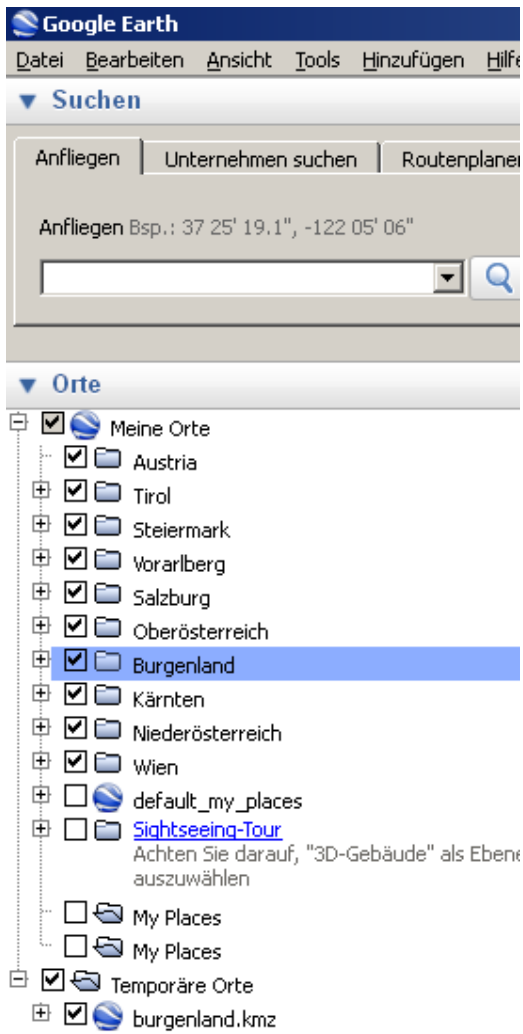 Google Earth
Datei Bearbeiten Ansicht Tools Hinzufügen Hilfe
Suchen
Anfliegen Unternehmen suchen Routenplaner
Anfliegen Bsp.: 37 25' 19.1", -122 05' 06"
Orte
Meine Orte
Austria
Tirol
Steiermark
Vorarlberg
Salzburg
Oberösterreich
Burgenland
Kärnten
Niederösterreich
Wien
default_my_places
Sightseeing-Tour
Achten Sie darauf, "3D-Gebäude" als Ebene
auszuwählen
My Places
My Places
Temporäre Orte
burgenland.kmz